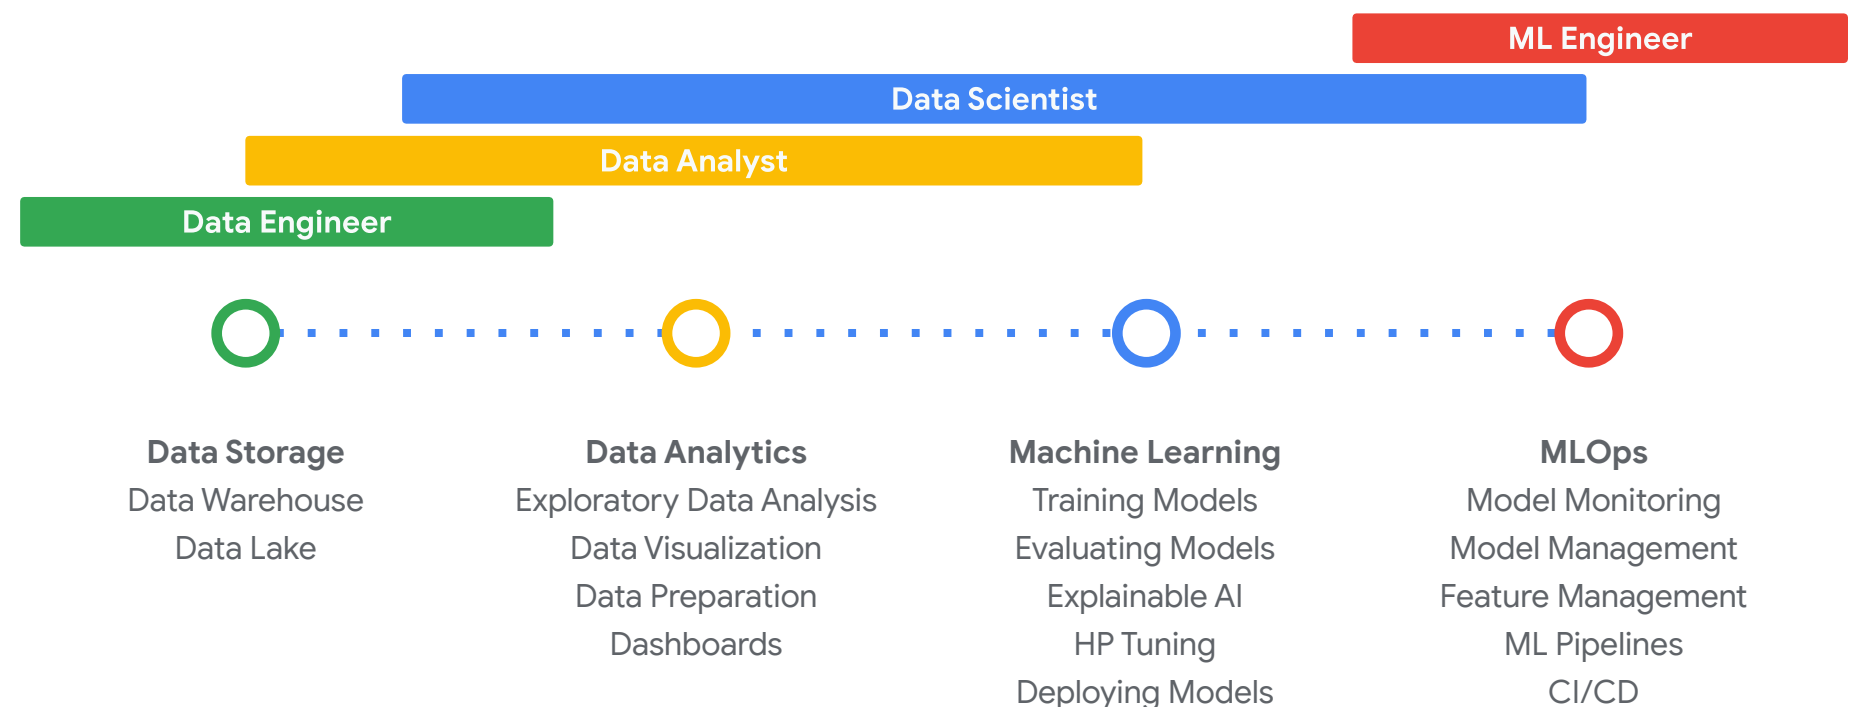 ML Engineer
Data Scientist
Data Analyst
Data Engineer
Data Storage
Data Warehouse
Data Lake
Data Analytics
Exploratory Data Analysis
Data Visualization
Data Preparation
Dashboards
Machine Learning
Training Models
Evaluating Models
Explainable AI
HP Tuning
Deploying Models
MLOps
Model Monitoring
Model Management
Feature Management
ML Pipelines
CI/CD